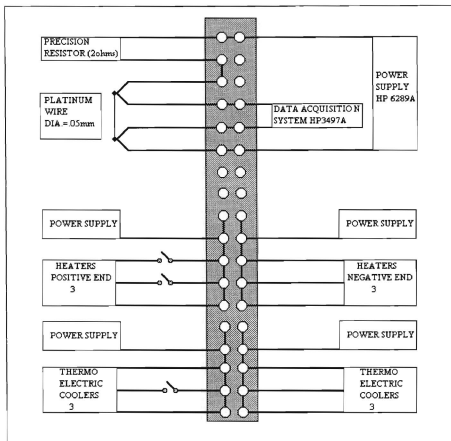 PRECISION
RESISTOR (2ohms)
POWER
SUPPLY
HP 6289A
PLATINUM
WIRE
DIA.=.05mm
DATA ACQUISITION
SYSTEM HP3497A
POWER SUPPLY
POWER SUPPLY
HEATERS
POSITIVE END
3
HEATERS
NEGATIVE END
3
POWER SUPPLY
POWER SUPPLY
THERMO
ELECTRIC
COOLERS
3
THERMO
ELECTRIC
COOLERS
3